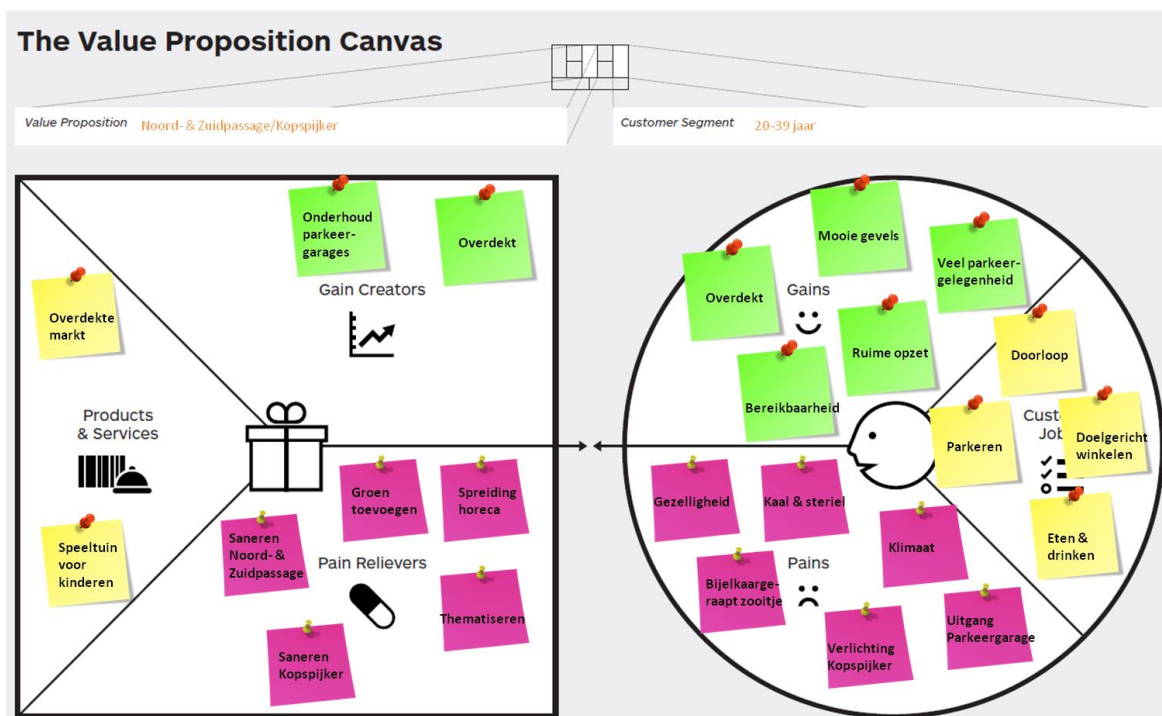 The Value Proposition Canvas
Value Proposition Noord- & Zuidpassage/Kopspijker
Customer Segment 20-39 jaar
Onderhoud
parkeer-
garages
Overdekt
Gain Creators
Overdekte
markt
Products
& Services
Speeltuin
voor
kinderen
Groen
toevoegen
Spreiding
horeca
Saneren
Noord- &
Zuidpassage
Pain Relievers
Thematiseren
Saneren
Kopspijker
Mooie gevels
Veel parkeer-
gelegenheid
Overdekt
Gains
Ruime opzet
Bereikbaarheid
Doorloop
Parkeren
Doelgericht
winkelen
Eten &
drinken
Gezelligheid
Kaal & steriel
Klimaat
Bijelkaarge-
raapt zooitje
Pains
Verlichting
Kopspijker
Uitgang
Parkeergarage